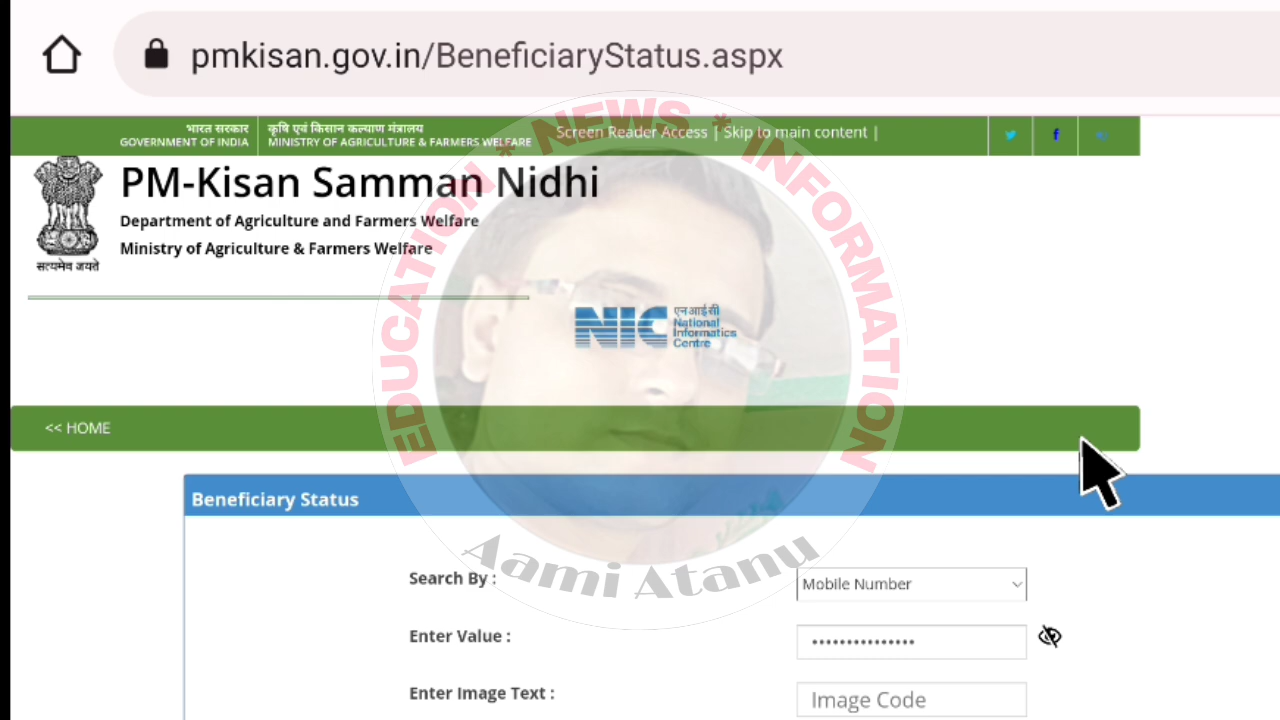 pmkisan.gov.in/BeneficiaryStatus.aspx
भारत सरकार
GOVERNMENT OF INDIA
कृषि एवं किसान कल्याण मंत्रालय
MINISTRY OF AGRICULTURE & FARMERS WELFARE
Screen Reader Access | Skip to main content |
PM-Kisan Samman Nidhi
Department of Agriculture and Farmers Welfare
Ministry of Agriculture & Farmers Welfare
सत्यमेव जयते
EDUCATION * NEWS * INFORMATION
NIC
एन आई सी
National
Informatics
Centre
<< HOME
Beneficiary Status
Aami Atanu
Search By :
Mobile Number
Enter Value :
•••••••••••••••
Enter Image Text :
Image Code